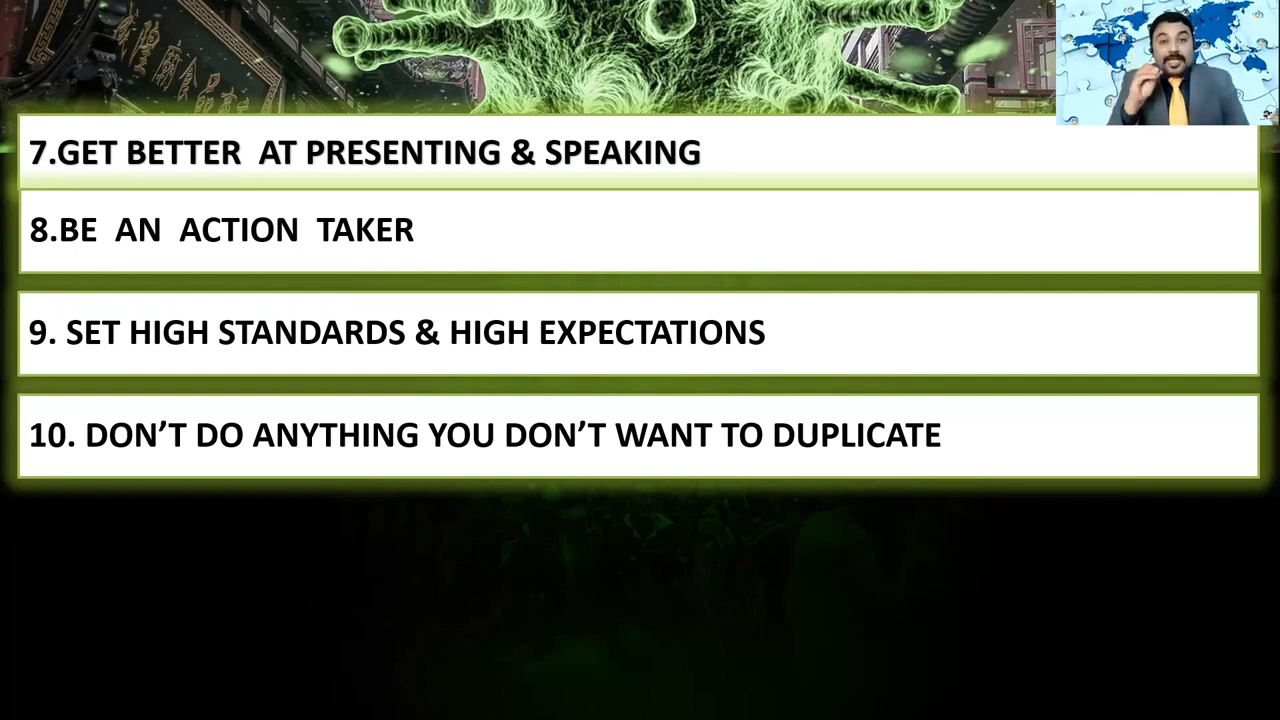 7.GET BETTER AT PRESENTING & SPEAKING
8.BE AN ACTION TAKER
9. SET HIGH STANDARDS & HIGH EXPECTATIONS
10. DON’T DO ANYTHING YOU DON’T WANT TO DUPLICATE